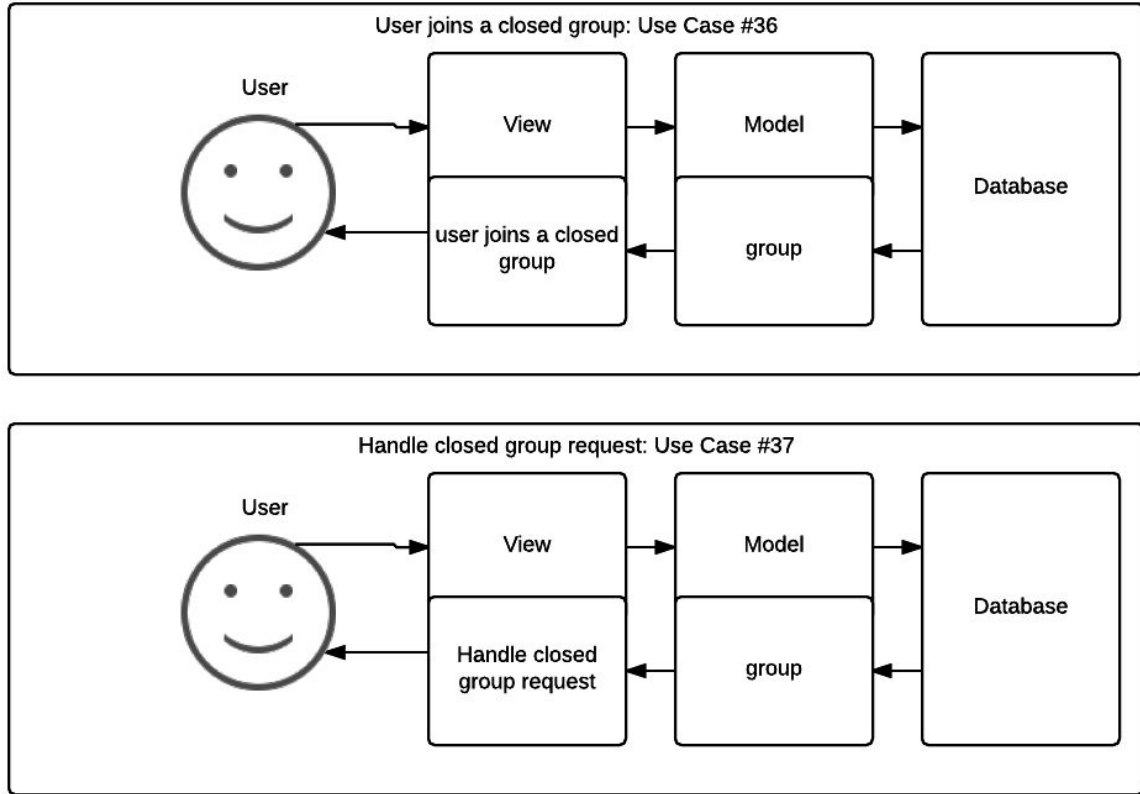 User joins a closed group: Use Case #36
User
View
Model
Database
user joins a closed
group
group
Handle closed group request: Use Case #37
User
View
Model
Database
Handle closed
group request
group